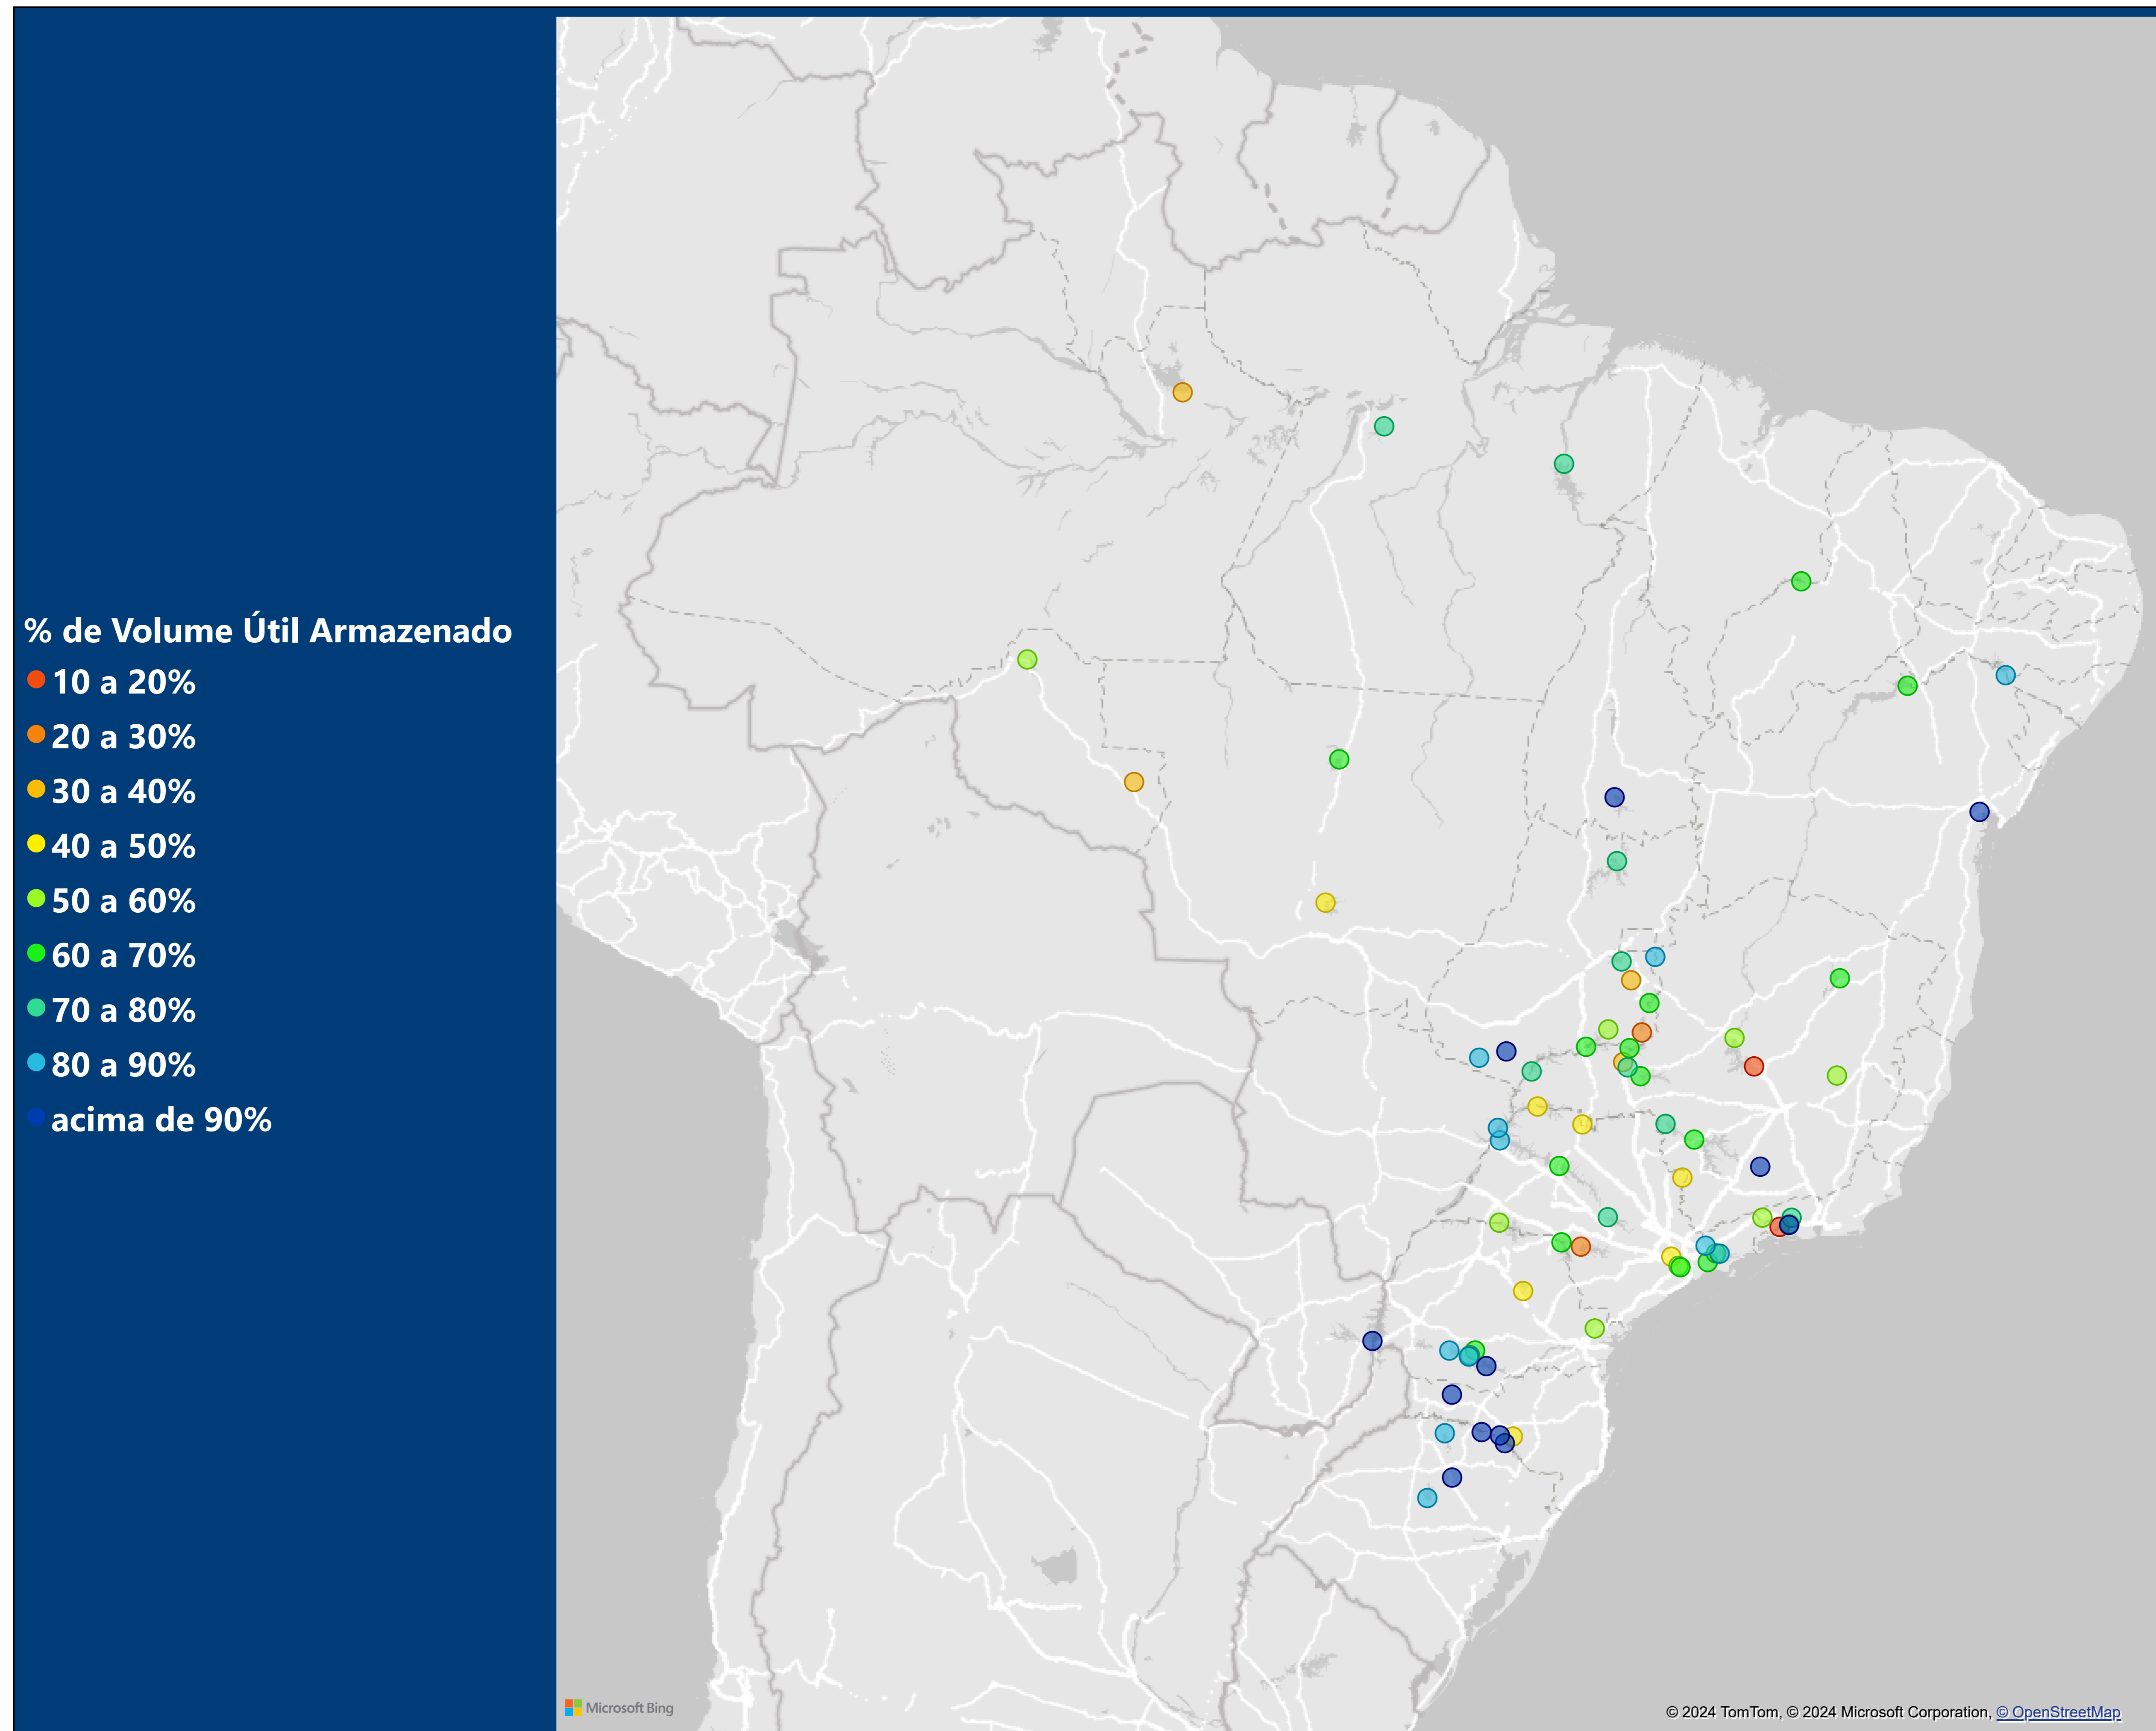 % de Volume Útil Armazenado
10 a 20%
20 a 30%
30 a 40%
40 a 50%
50 a 60%
60 a 70%
70 a 80%
80 a 90%
acima de 90%
Microsoft Bing
© 2024 TomTom, © 2024 Microsoft Corporation, © OpenStreetMap